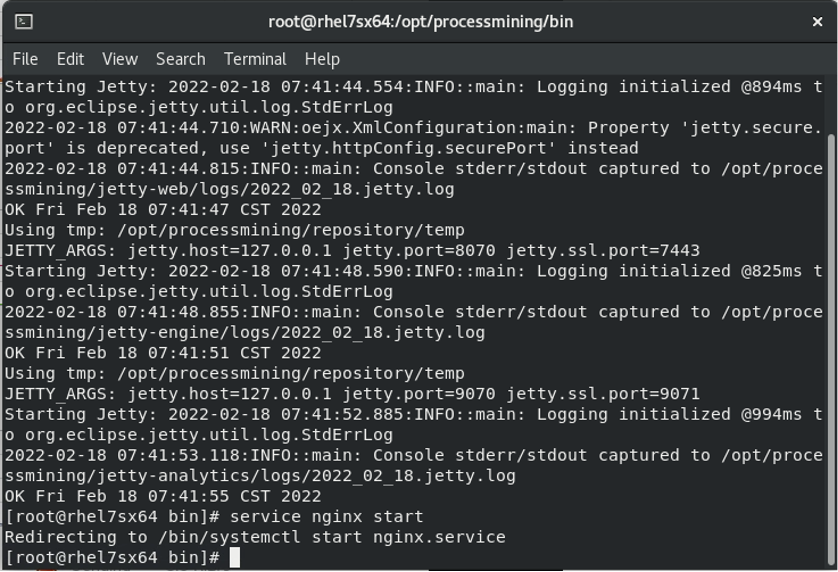 root@rhel7sx64:/opt/processmining/bin
File Edit View Search Terminal Help
Starting Jetty: 2022-02-18 07:41:44.554:INFO::main: Logging initialized @894ms t
o org.eclipse.jetty.util.log.StdErrLog
2022-02-18 07:41:44.710:WARN:oejx.XmlConfiguration:main: Property 'jetty.secure.
port' is deprecated, use 'jetty.httpConfig.securePort' instead
2022-02-18 07:41:44.815:INFO::main: Console stderr/stdout captured to /opt/proce
ssmining/jetty-web/logs/2022_02_18.jetty.log
OK Fri Feb 18 07:41:47 CST 2022
Using tmp: /opt/processmining/repository/temp
JETTY_ARGS: jetty.host=127.0.0.1 jetty.port=8070 jetty.ssl.port=7443
Starting Jetty: 2022-02-18 07:41:48.590:INFO::main: Logging initialized @825ms t
o org.eclipse.jetty.util.log.StdErrLog
2022-02-18 07:41:48.855:INFO::main: Console stderr/stdout captured to /opt/proce
ssmining/jetty-engine/logs/2022_02_18.jetty.log
OK Fri Feb 18 07:41:51 CST 2022
Using tmp: /opt/processmining/repository/temp
JETTY_ARGS: jetty.host=127.0.0.1 jetty.port=9070 jetty.ssl.port=9071
Starting Jetty: 2022-02-18 07:41:52.885:INFO::main: Logging initialized @994ms t
o org.eclipse.jetty.util.log.StdErrLog
2022-02-18 07:41:53.118:INFO::main: Console stderr/stdout captured to /opt/proce
ssmining/jetty-analytics/logs/2022_02_18.jetty.log
OK Fri Feb 18 07:41:55 CST 2022
[root@rhel7sx64 bin]# service nginx start
Redirecting to /bin/systemctl start nginx.service
[root@rhel7sx64 bin]#